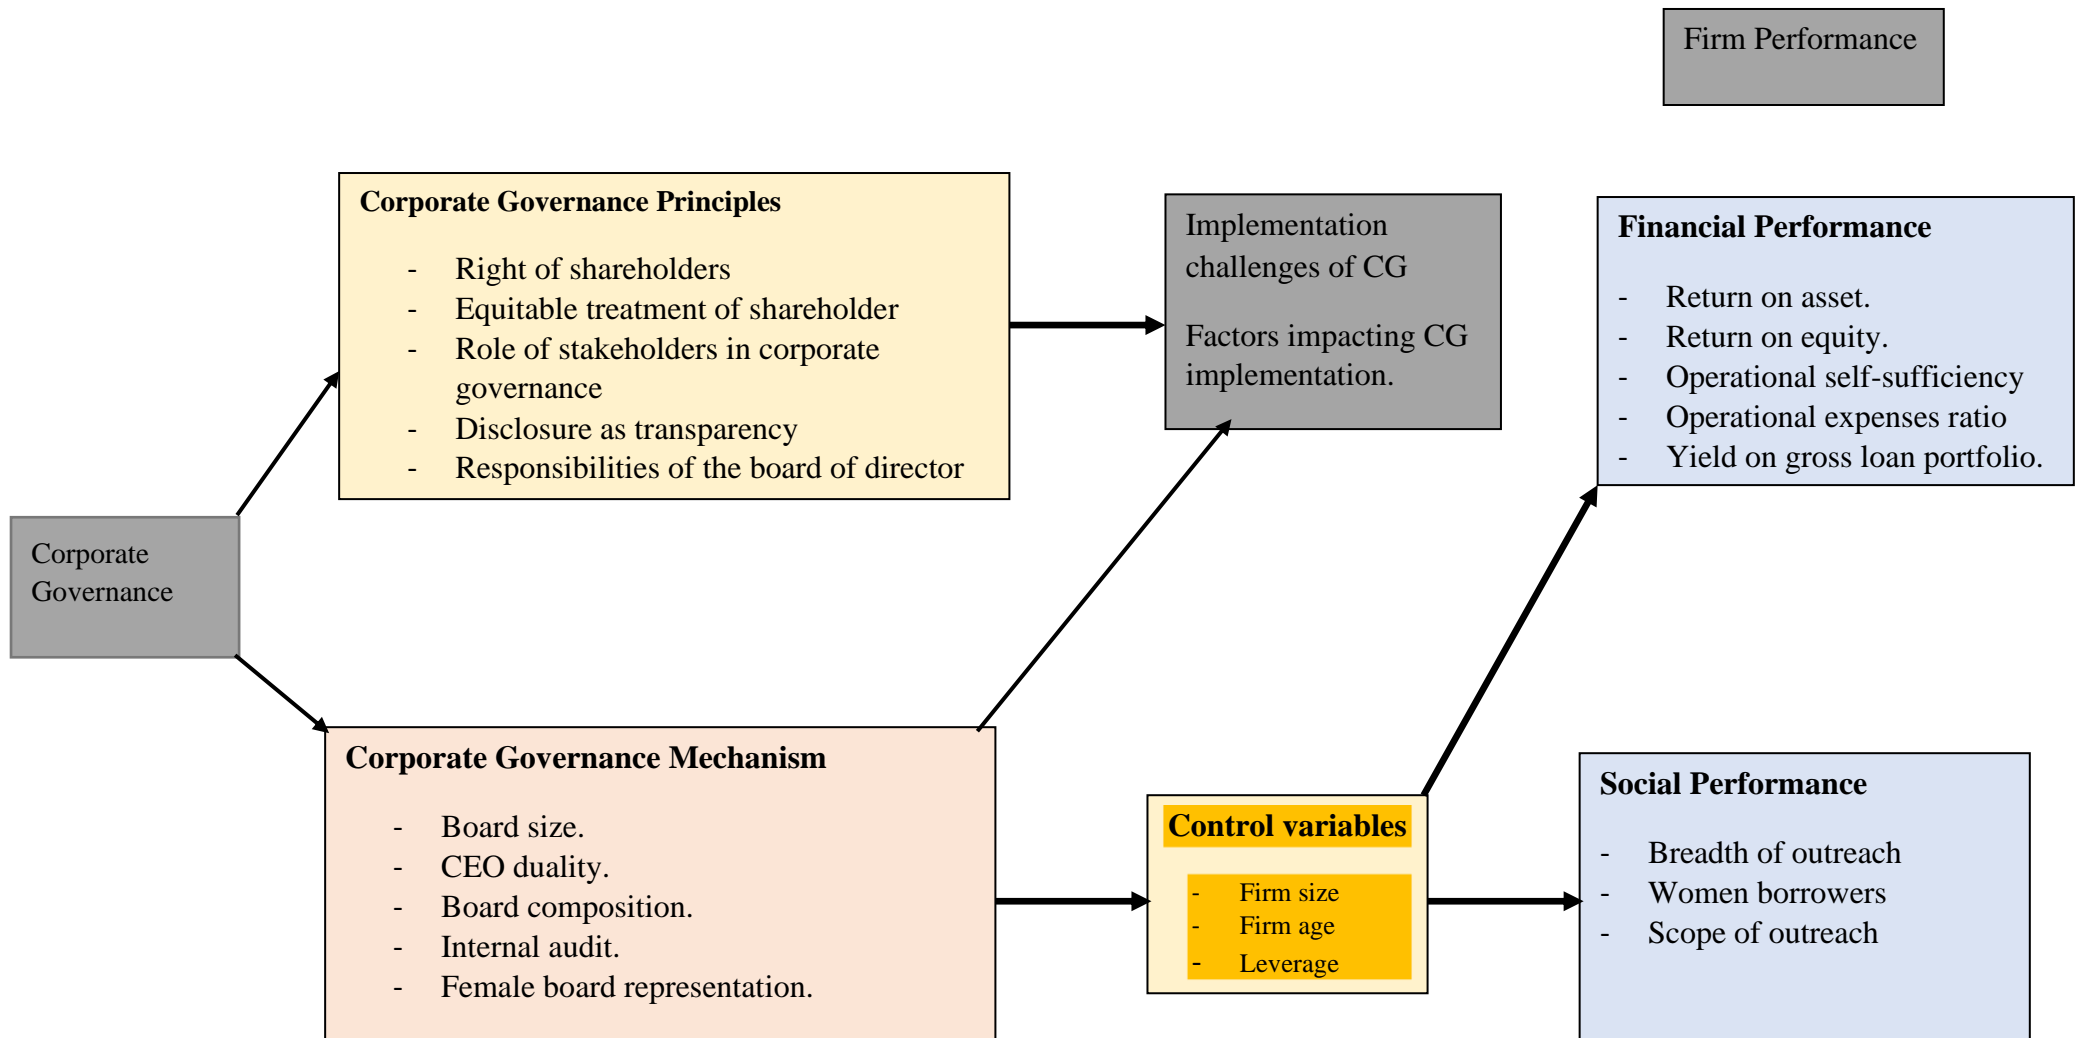 Firm Performance
Corporate Governance Principles
- Right of shareholders
- Equitable treatment of shareholder
- Role of stakeholders in corporate
governance
- Disclosure as transparency
- Responsibilities of the board of director
Implementation
challenges of CG
Factors impacting CG
implementation.
Financial Performance
- Return on asset.
- Return on equity.
- Operational self-sufficiency
- Operational expenses ratio
- Yield on gross loan portfolio.
Corporate
Governance
Corporate Governance Mechanism
- Board size.
- CEO duality.
- Board composition.
- Internal audit.
- Female board representation.
Control variables
- Firm size
- Firm age
- Leverage
Social Performance
- Breadth of outreach
- Women borrowers
- Scope of outreach